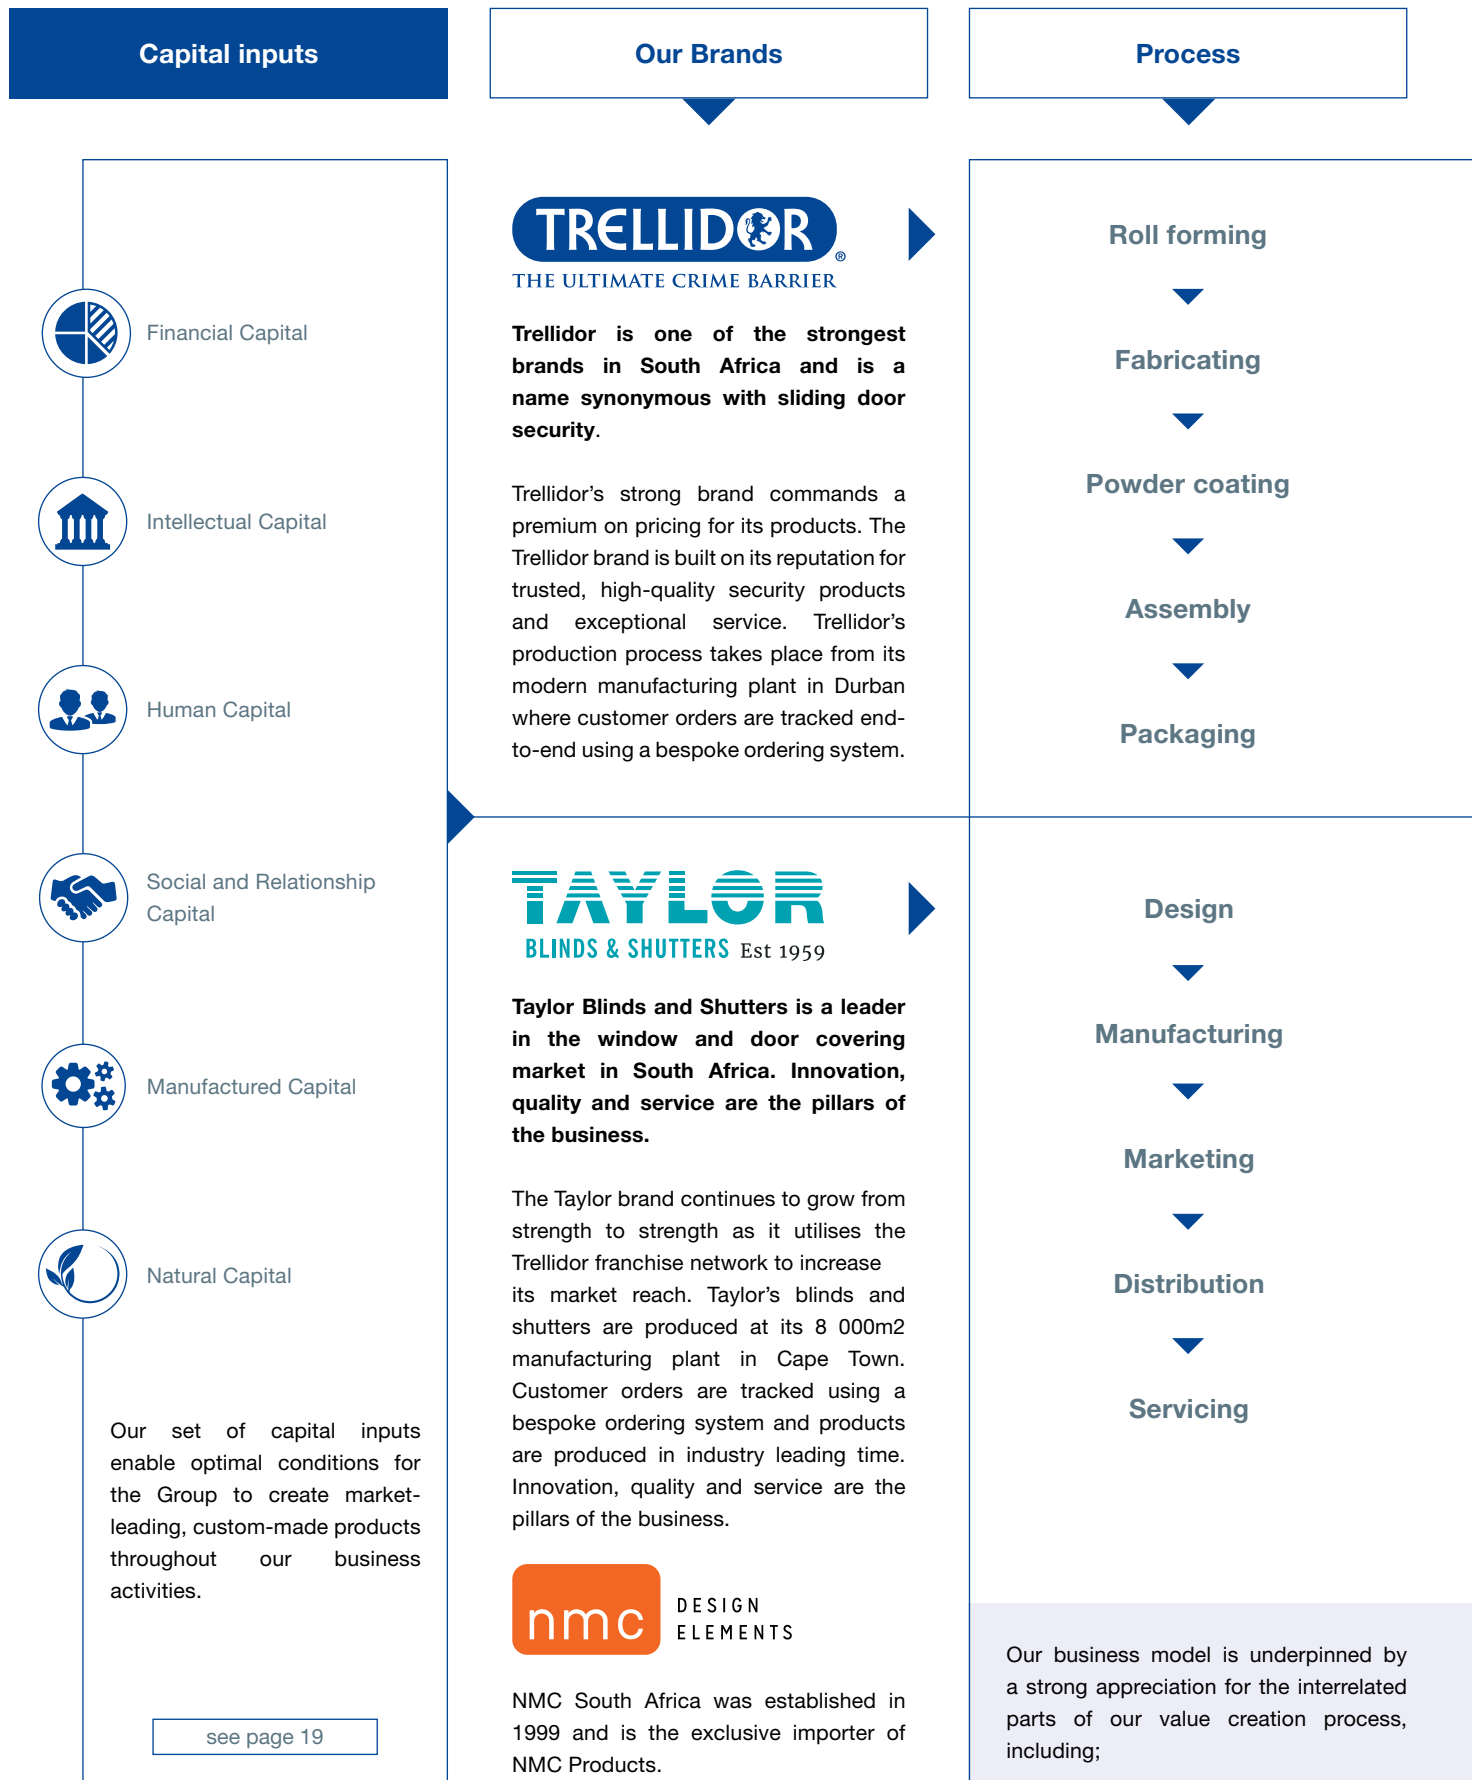 Capital inputs
Financial Capital
Intellectual Capital
Human Capital
Social and Relationship
Capital
Manufactured Capital
Natural Capital
Our set of capital inputs
enable optimal conditions for
the Group to create market-
leading, custom-made products
throughout our business
activities.
see page 19
Our Brands
TRELLIDOR®
THE ULTIMATE CRIME BARRIER
Trellidor is one of the strongest
brands in South Africa and is a
name synonymous with sliding door
security.
Trellidor’s strong brand commands a
premium on pricing for its products. The
Trellidor brand is built on its reputation for
trusted, high-quality security products
and exceptional service. Trellidor’s
production process takes place from its
modern manufacturing plant in Durban
where customer orders are tracked end-
to-end using a bespoke ordering system.
TAYLOR
BLINDS & SHUTTERS Est 1959
Taylor Blinds and Shutters is a leader
in the window and door covering
market in South Africa. Innovation,
quality and service are the pillars of
the business.
The Taylor brand continues to grow from
strength to strength as it utilises the
Trellidor franchise network to increase
its market reach. Taylor’s blinds and
shutters are produced at its 8 000m2
manufacturing plant in Cape Town.
Customer orders are tracked using a
bespoke ordering system and products
are produced in industry leading time.
Innovation, quality and service are the
pillars of the business.
nmc DESIGN
ELEMENTS
NMC South Africa was established in
1999 and is the exclusive importer of
NMC Products.
Process
Roll forming
Fabricating
Powder coating
Assembly
Packaging
Design
Manufacturing
Marketing
Distribution
Servicing
Our business model is underpinned by
a strong appreciation for the interrelated
parts of our value creation process,
including;